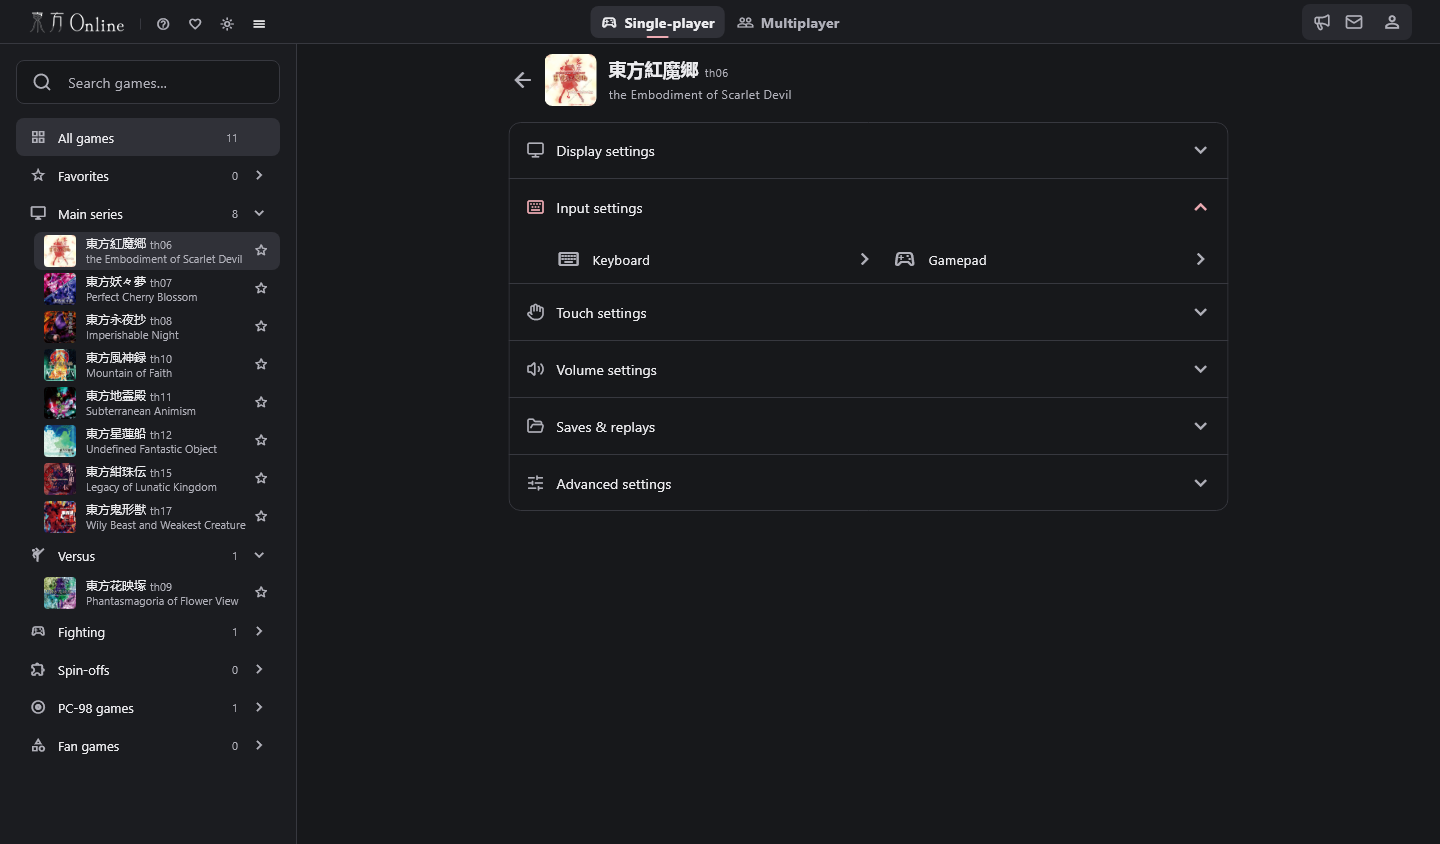 東方 Online
Single-player
Multiplayer
Search games...
All games 11
Favorites 0
Main series 8
東方紅魔郷 th06
the Embodiment of Scarlet Devil
東方妖々夢 th07
Perfect Cherry Blossom
東方永夜抄 th08
Imperishable Night
東方風神録 th10
Mountain of Faith
東方地霊殿 th11
Subterranean Animism
東方星蓮船 th12
Undefined Fantastic Object
東方紺珠伝 th15
Legacy of Lunatic Kingdom
東方鬼形獣 th17
Wily Beast and Weakest Creature
Versus 1
東方花映塚 th09
Phantasmagoria of Flower View
Fighting 1
Spin-offs 0
PC-98 games 1
Fan games 0
東方紅魔郷 th06
the Embodiment of Scarlet Devil
Display settings
Input settings
Keyboard
Gamepad
Touch settings
Volume settings
Saves & replays
Advanced settings